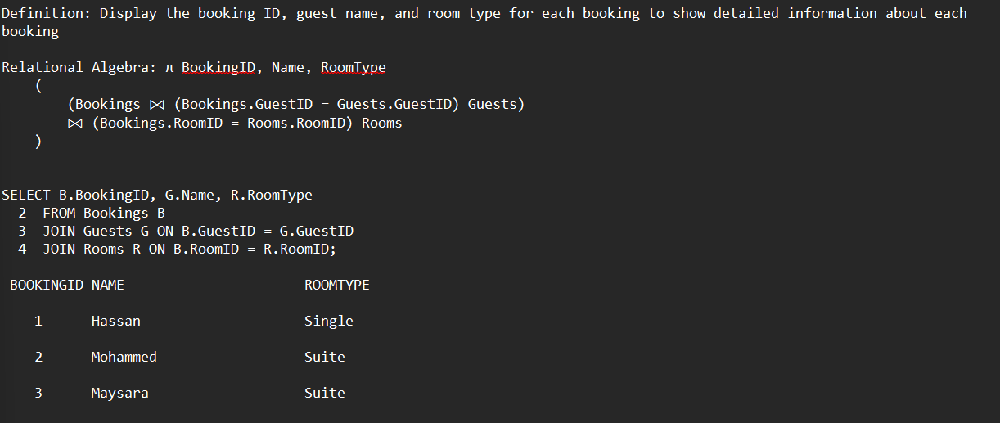 Definition: Display the booking ID, guest name, and room type for each booking to show detailed information about each
booking
Relational Algebra: π BookingID, Name, RoomType
(
(Bookings ⋈ (Bookings.GuestID = Guests.GuestID) Guests)
⋈ (Bookings.RoomID = Rooms.RoomID) Rooms
)
SELECT B.BookingID, G.Name, R.RoomType
2 FROM Bookings B
3 JOIN Guests G ON B.GuestID = G.GuestID
4 JOIN Rooms R ON B.RoomID = R.RoomID;
BOOKINGID NAME ROOMTYPE
---------- ------------------------ --------------------
1 Hassan Single
2 Mohammed Suite
3 Maysara Suite